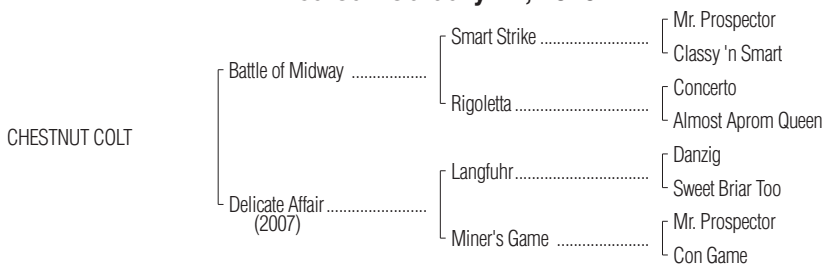 Smart Strike ....................
Mr. Prospector
Classy 'n Smart
Battle of Midway ..................
Rigoletta ..........................
Concerto
Almost Aprom Queen
CHESTNUT COLT
Langfuhr ..........................
Danzig
Sweet Briar Too
Delicate Affair ........................
(2007)
Miner's Game ................
Mr. Prospector
Con Game